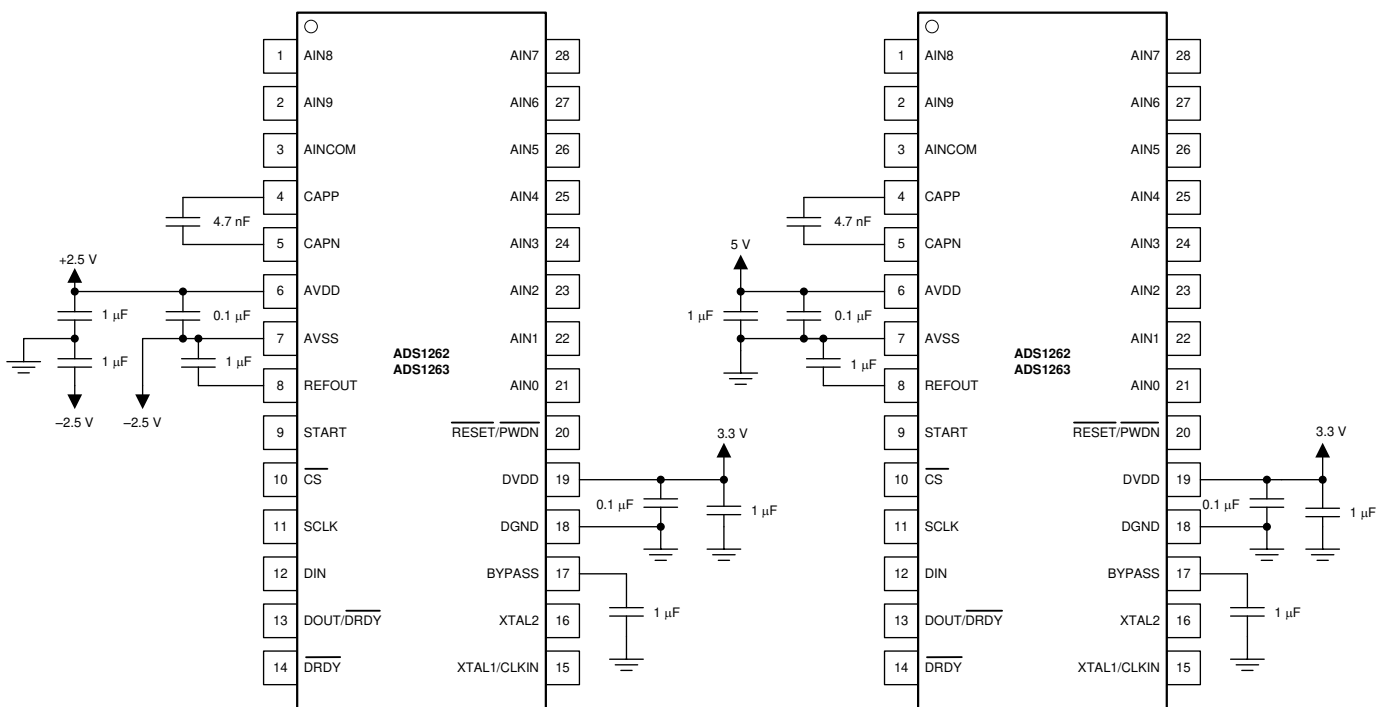 1 AIN8 AIN7 28
2 AIN9 AIN6 27
3 AINCOM AIN5 26
4 CAPP AIN4 25
4.7 nF
5 CAPN AIN3 24
+2.5 V
6 AVDD AIN2 23
1 µF 0.1 µF
7 AVSS AIN1 22
1 µF 1 µF
ADS1262
ADS1263
8 REFOUT AIN0 21
−2.5 V −2.5 V
9 START RESET/PWDN 20
3.3 V
10 CS DVDD 19
0.1 µF 1 µF
11 SCLK DGND 18
12 DIN BYPASS 17
1 µF
13 DOUT/DRDY XTAL2 16
14 DRDY XTAL1/CLKIN 15
1 AIN8 AIN7 28
2 AIN9 AIN6 27
3 AINCOM AIN5 26
4 CAPP AIN4 25
4.7 nF
5 CAPN AIN3 24
5 V
6 AVDD AIN2 23
1 µF 0.1 µF
7 AVSS AIN1 22
1 µF
ADS1262
ADS1263
8 REFOUT AIN0 21
9 START RESET/PWDN 20
3.3 V
10 CS DVDD 19
0.1 µF 1 µF
11 SCLK DGND 18
12 DIN BYPASS 17
1 µF
13 DOUT/DRDY XTAL2 16
14 DRDY XTAL1/CLKIN 15